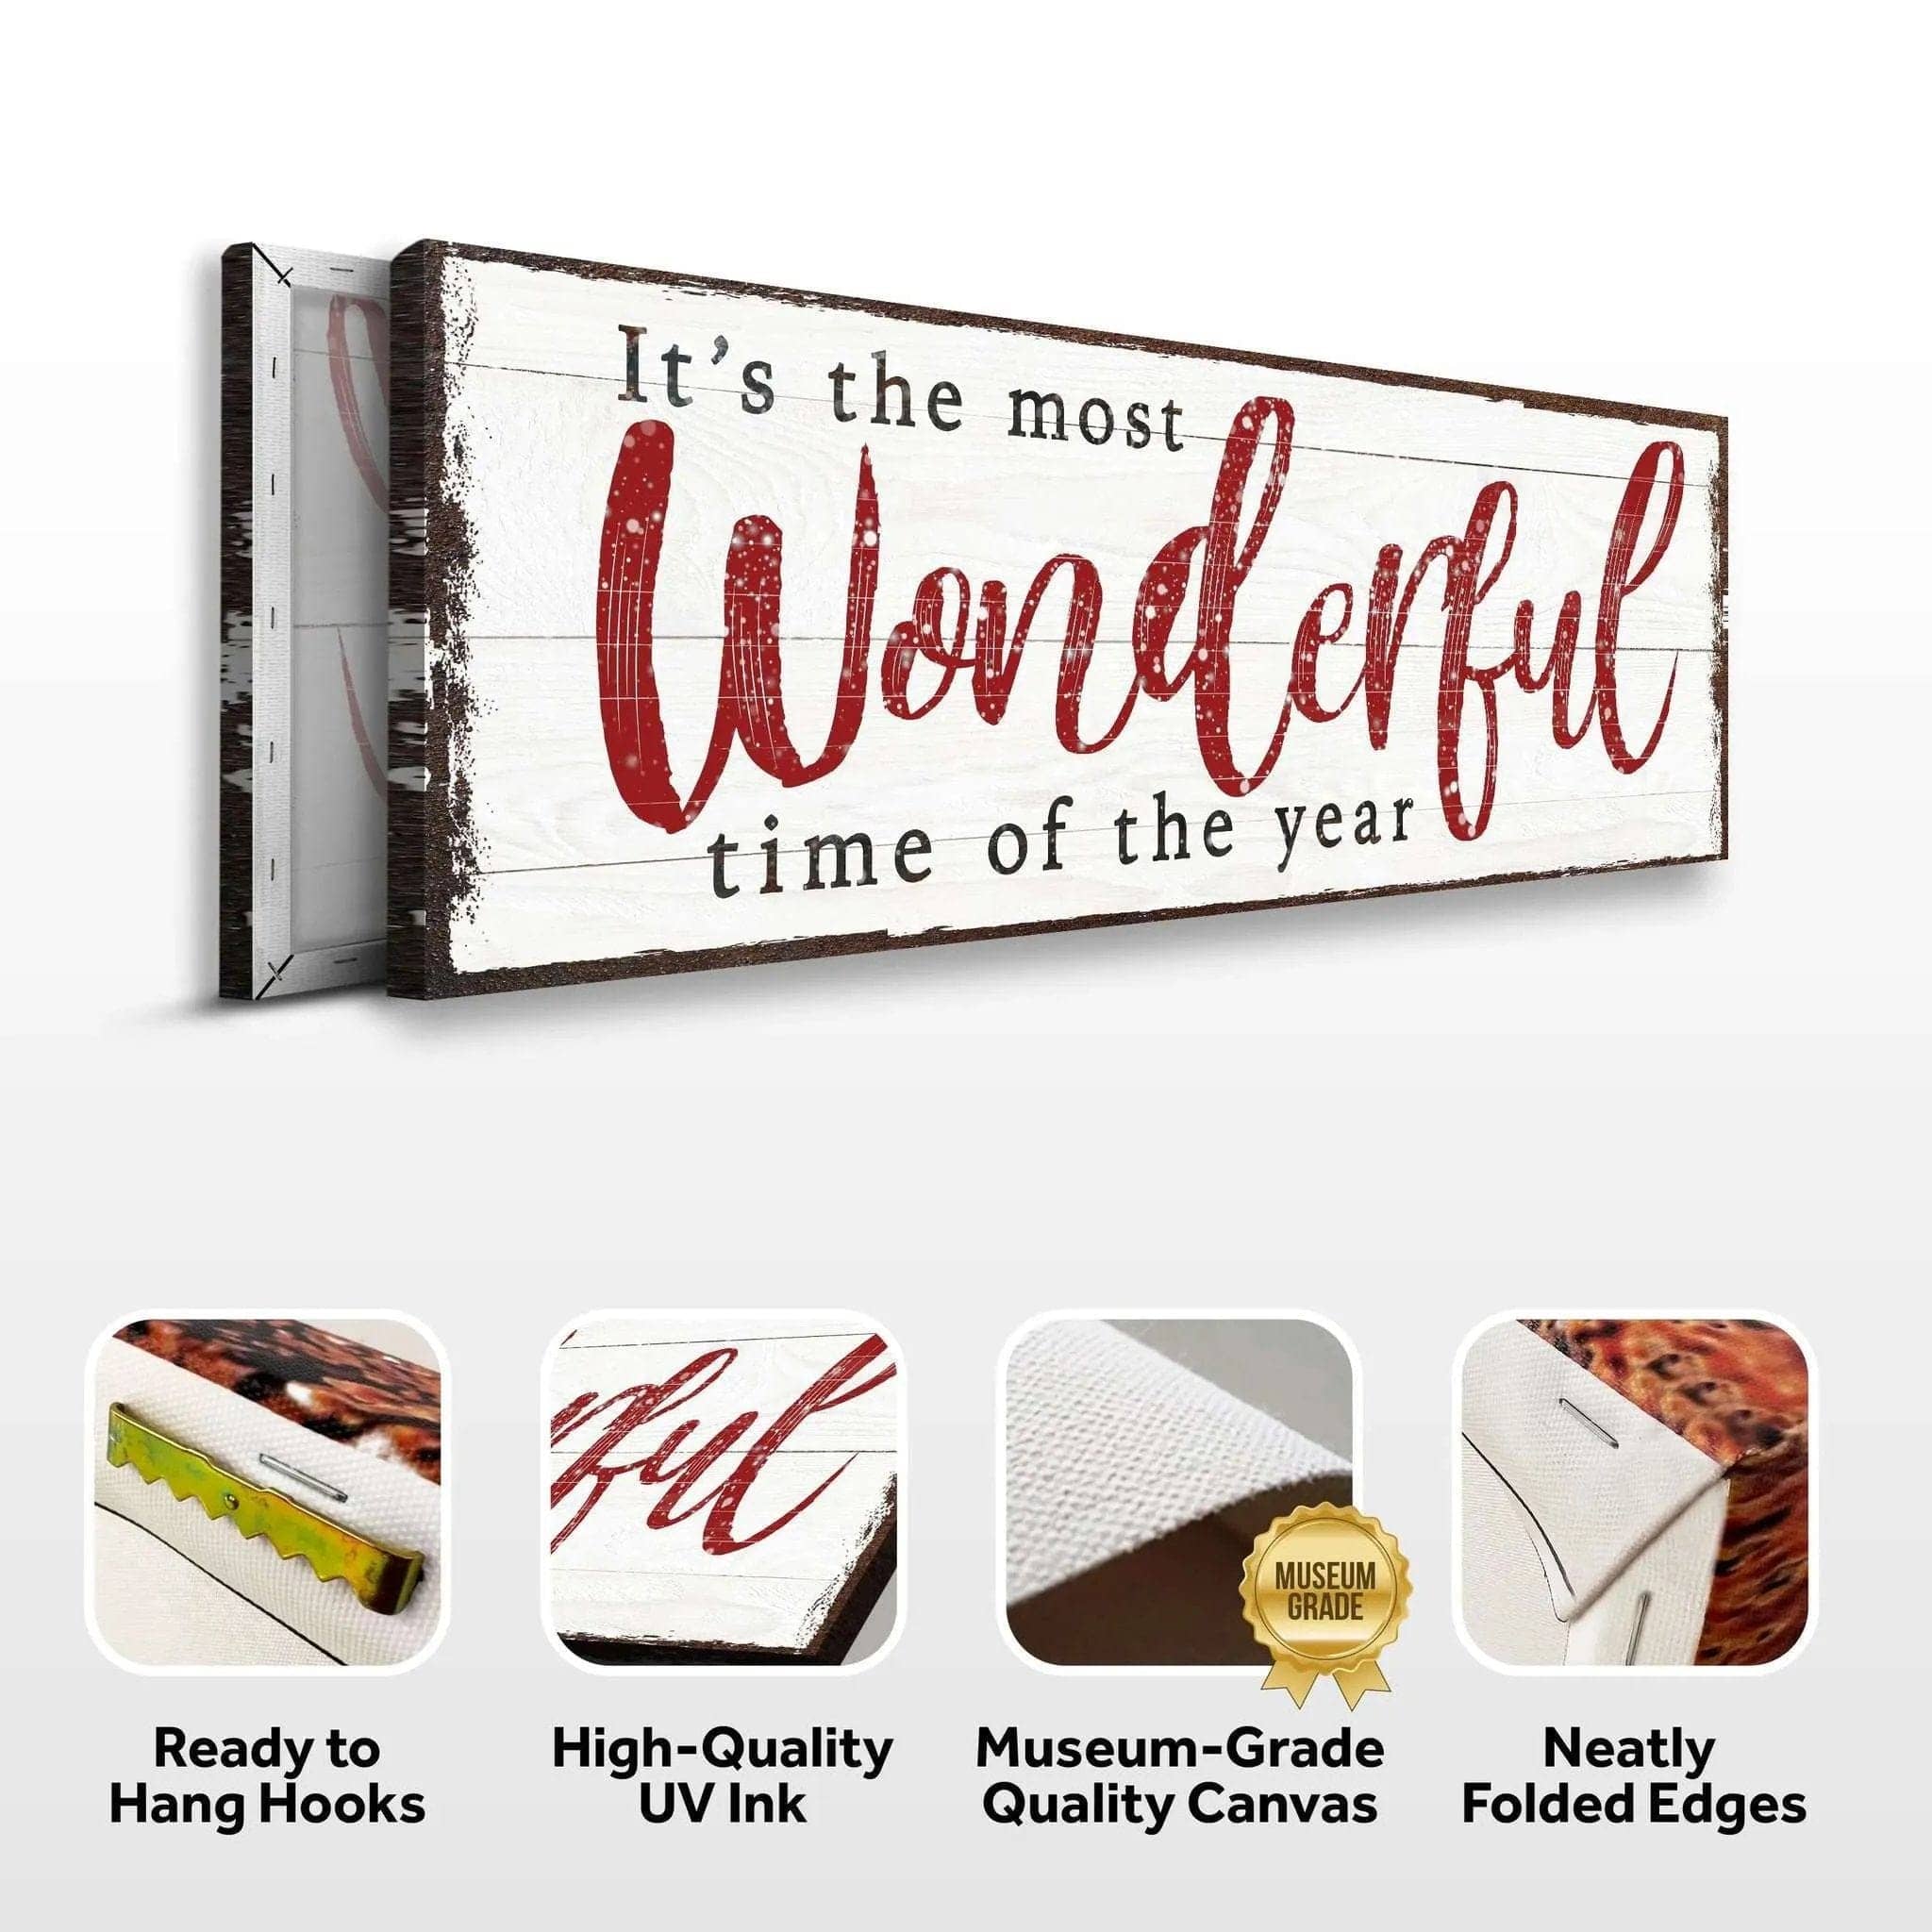 It's the most
Wonderful
time of the year
rful
MUSEUM
GRADE
Ready to
Hang Hooks
High-Quality
UV Ink
Museum-Grade
Quality Canvas
Neatly
Folded Edges